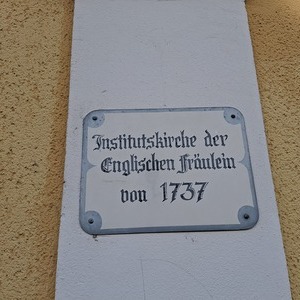 Institutskirche der
Englischen Fräulein
von 1737